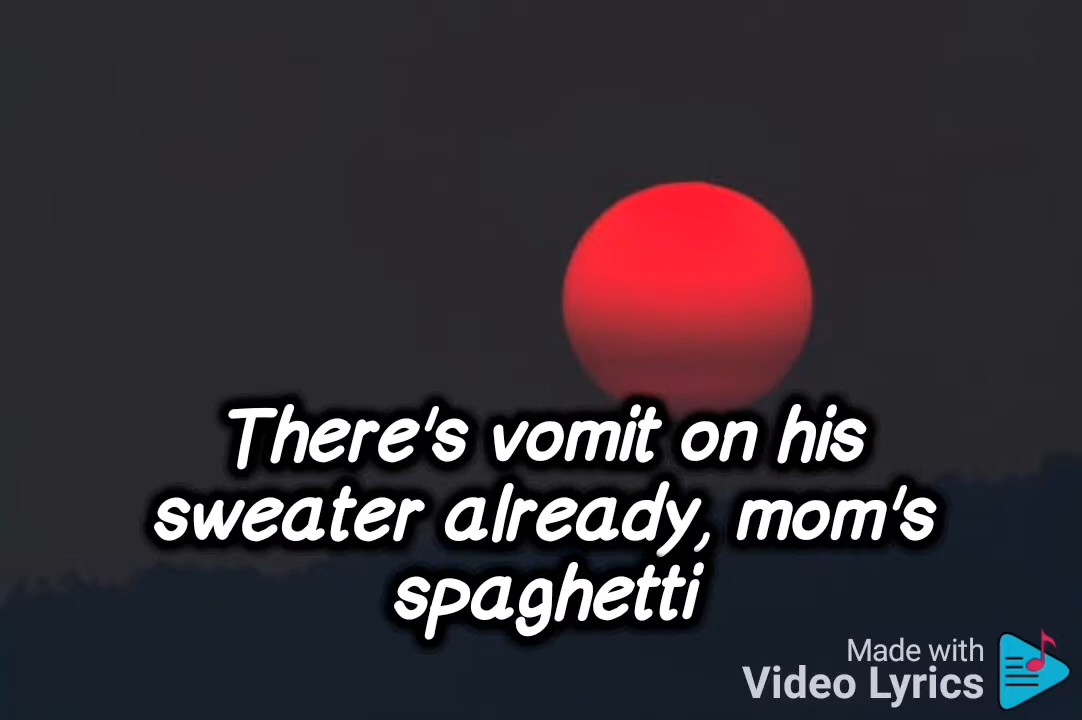 There's vomit on his
sweater already, mom's
spaghetti
Made with
Video Lyrics